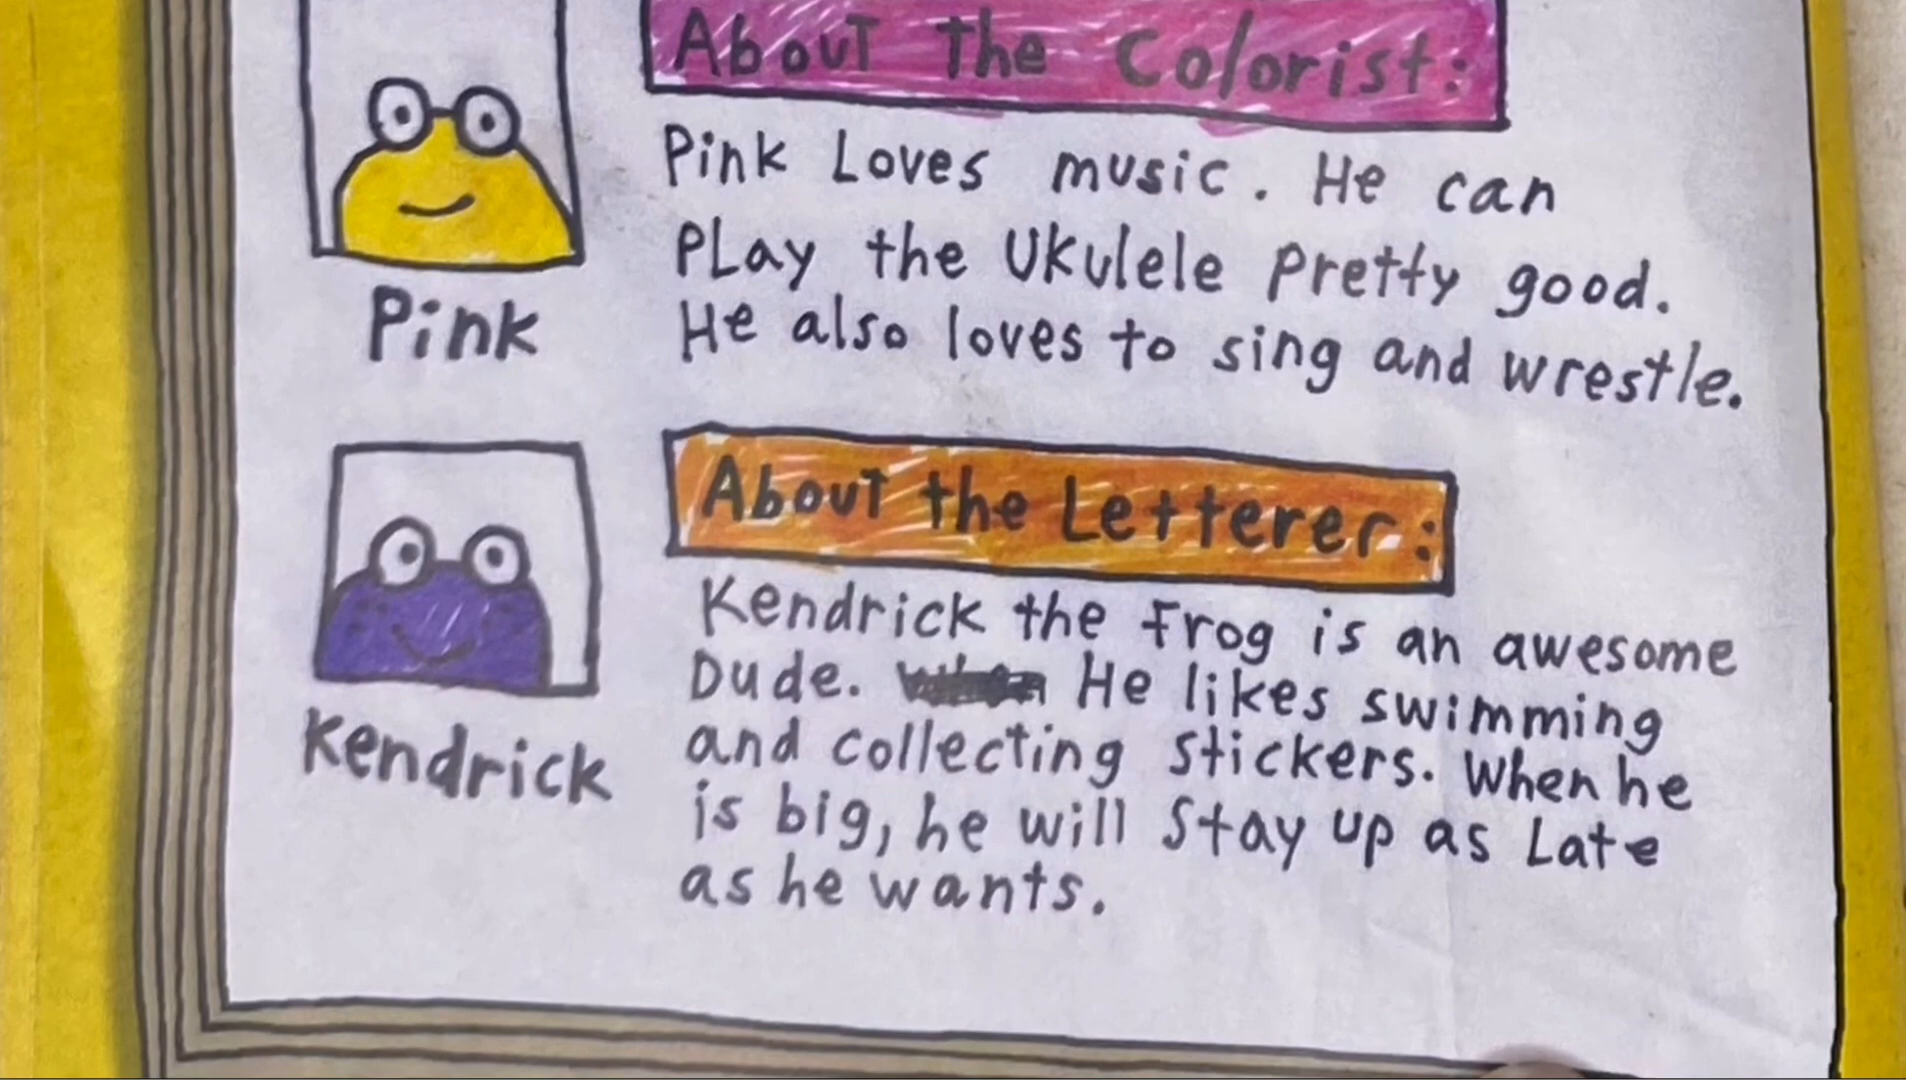 About The Colorist:
Pink Loves music. He can
PLay the Ukulele Pretty good.
He also loves to sing and wrestle.
Pink
About the Letterer:
Kendrick the Frog is an awesome
Dude. He likes swimming
and collecting stickers. When he
is big, he will Stay up as Late
as he wants.
Kendrick